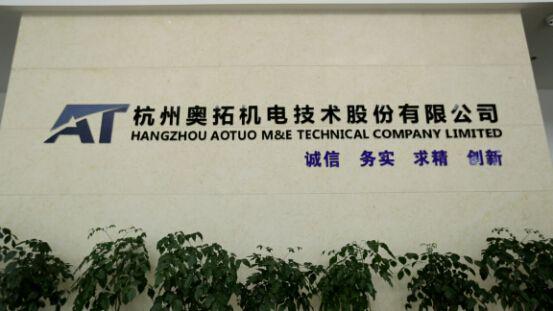 AT 杭州奥拓机电技术股份有限公司
HANGZHOU AOTUO M&E TECHNICAL COMPANY LIMITED
诚信 务实 求精 创新